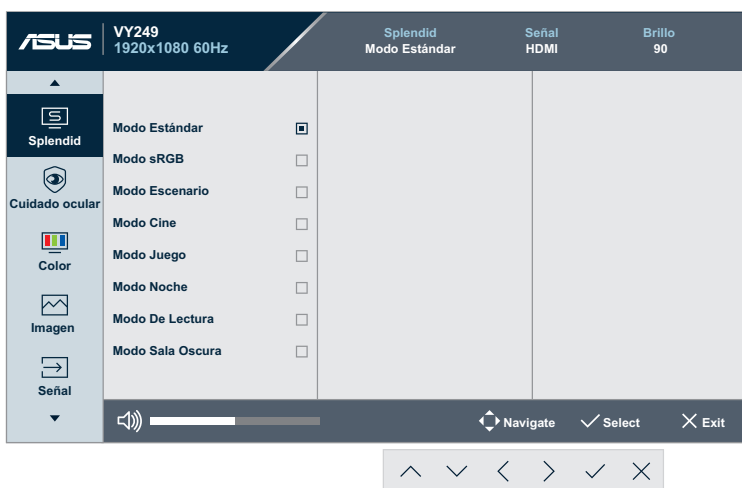 ASUS
VY249
1920x1080 60Hz
Splendid
Modo Estándar
Señal
HDMI
Brillo
90
Splendid
Cuidado ocular
Color
Imagen
Señal
Modo Estándar
Modo sRGB
Modo Escenario
Modo Cine
Modo Juego
Modo Noche
Modo De Lectura
Modo Sala Oscura
Navigate
Select
Exit